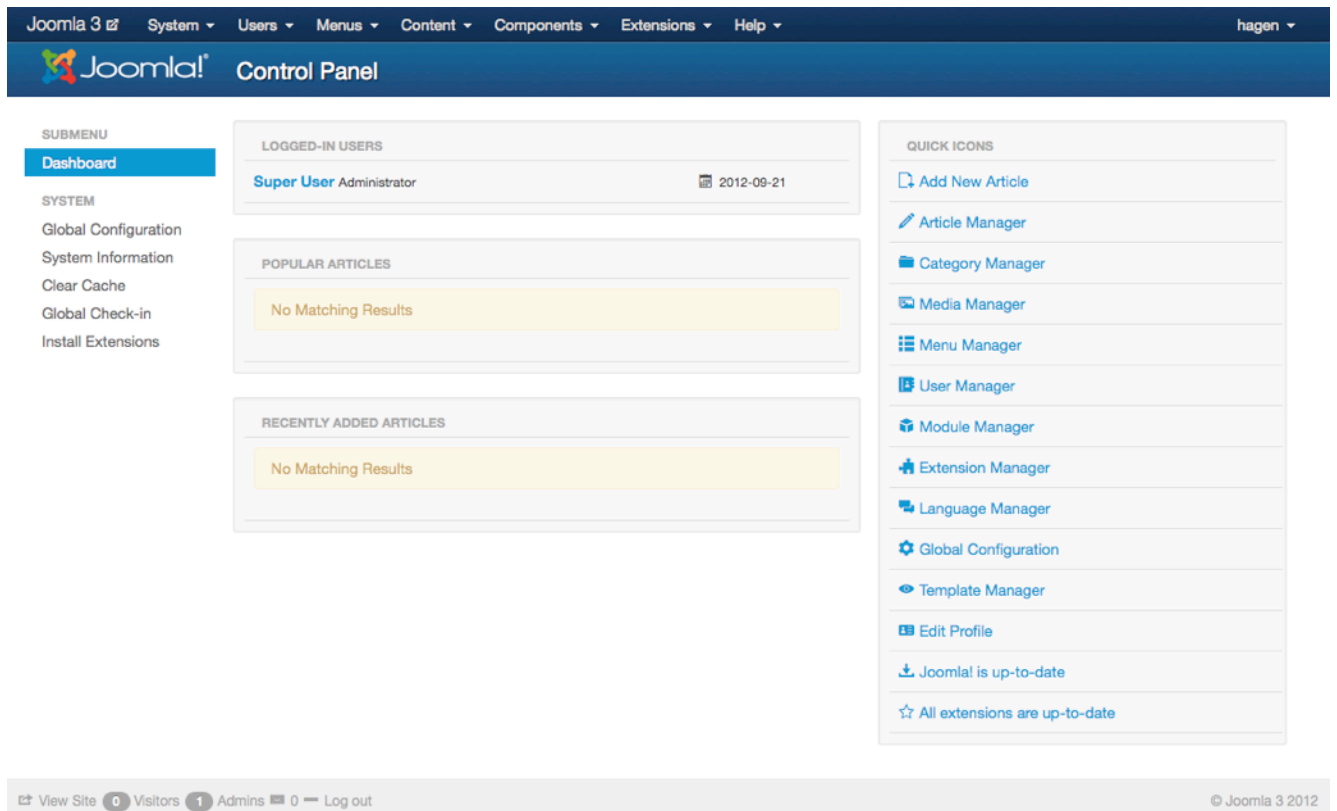 Joomla 3 System Users Menus Content Components Extensions Help hagen
Joomla! Control Panel
SUBMENU
Dashboard
SYSTEM
Global Configuration
System Information
Clear Cache
Global Check-in
Install Extensions
LOGGED-IN USERS
Super User Administrator 2012-09-21
POPULAR ARTICLES
No Matching Results
RECENTLY ADDED ARTICLES
No Matching Results
QUICK ICONS
Add New Article
Article Manager
Category Manager
Media Manager
Menu Manager
User Manager
Module Manager
Extension Manager
Language Manager
Global Configuration
Template Manager
Edit Profile
Joomla! is up-to-date
All extensions are up-to-date
View Site 0 Visitors 1 Admins 0 Log out © Joomla 3 2012